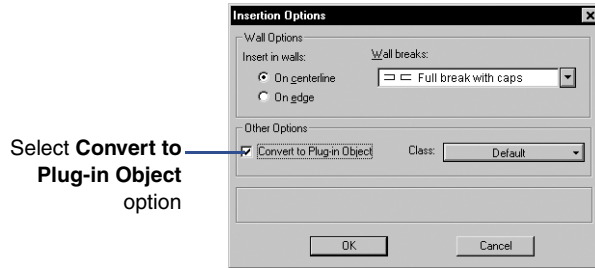 Insertion Options
Wall Options
Insert in walls:
Wall breaks:
On centerline
Full break with caps
On edge
Other Options
Select Convert to
Plug-in Object
option
Convert to Plug-in Object
Class:
Default
OK
Cancel